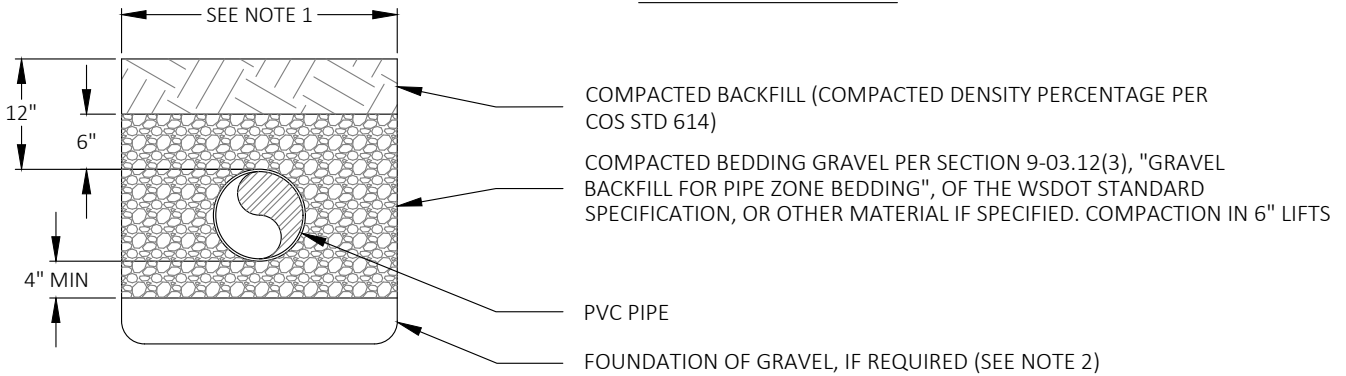 SEE NOTE 1
12"
6"
4" MIN
COMPACTED BACKFILL (COMPACTED DENSITY PERCENTAGE PER
COS STD 614)
COMPACTED BEDDING GRAVEL PER SECTION 9-03.12(3), "GRAVEL
BACKFILL FOR PIPE ZONE BEDDING", OF THE WSDOT STANDARD
SPECIFICATION, OR OTHER MATERIAL IF SPECIFIED. COMPACTION IN 6" LIFTS
PVC PIPE
FOUNDATION OF GRAVEL, IF REQUIRED (SEE NOTE 2)